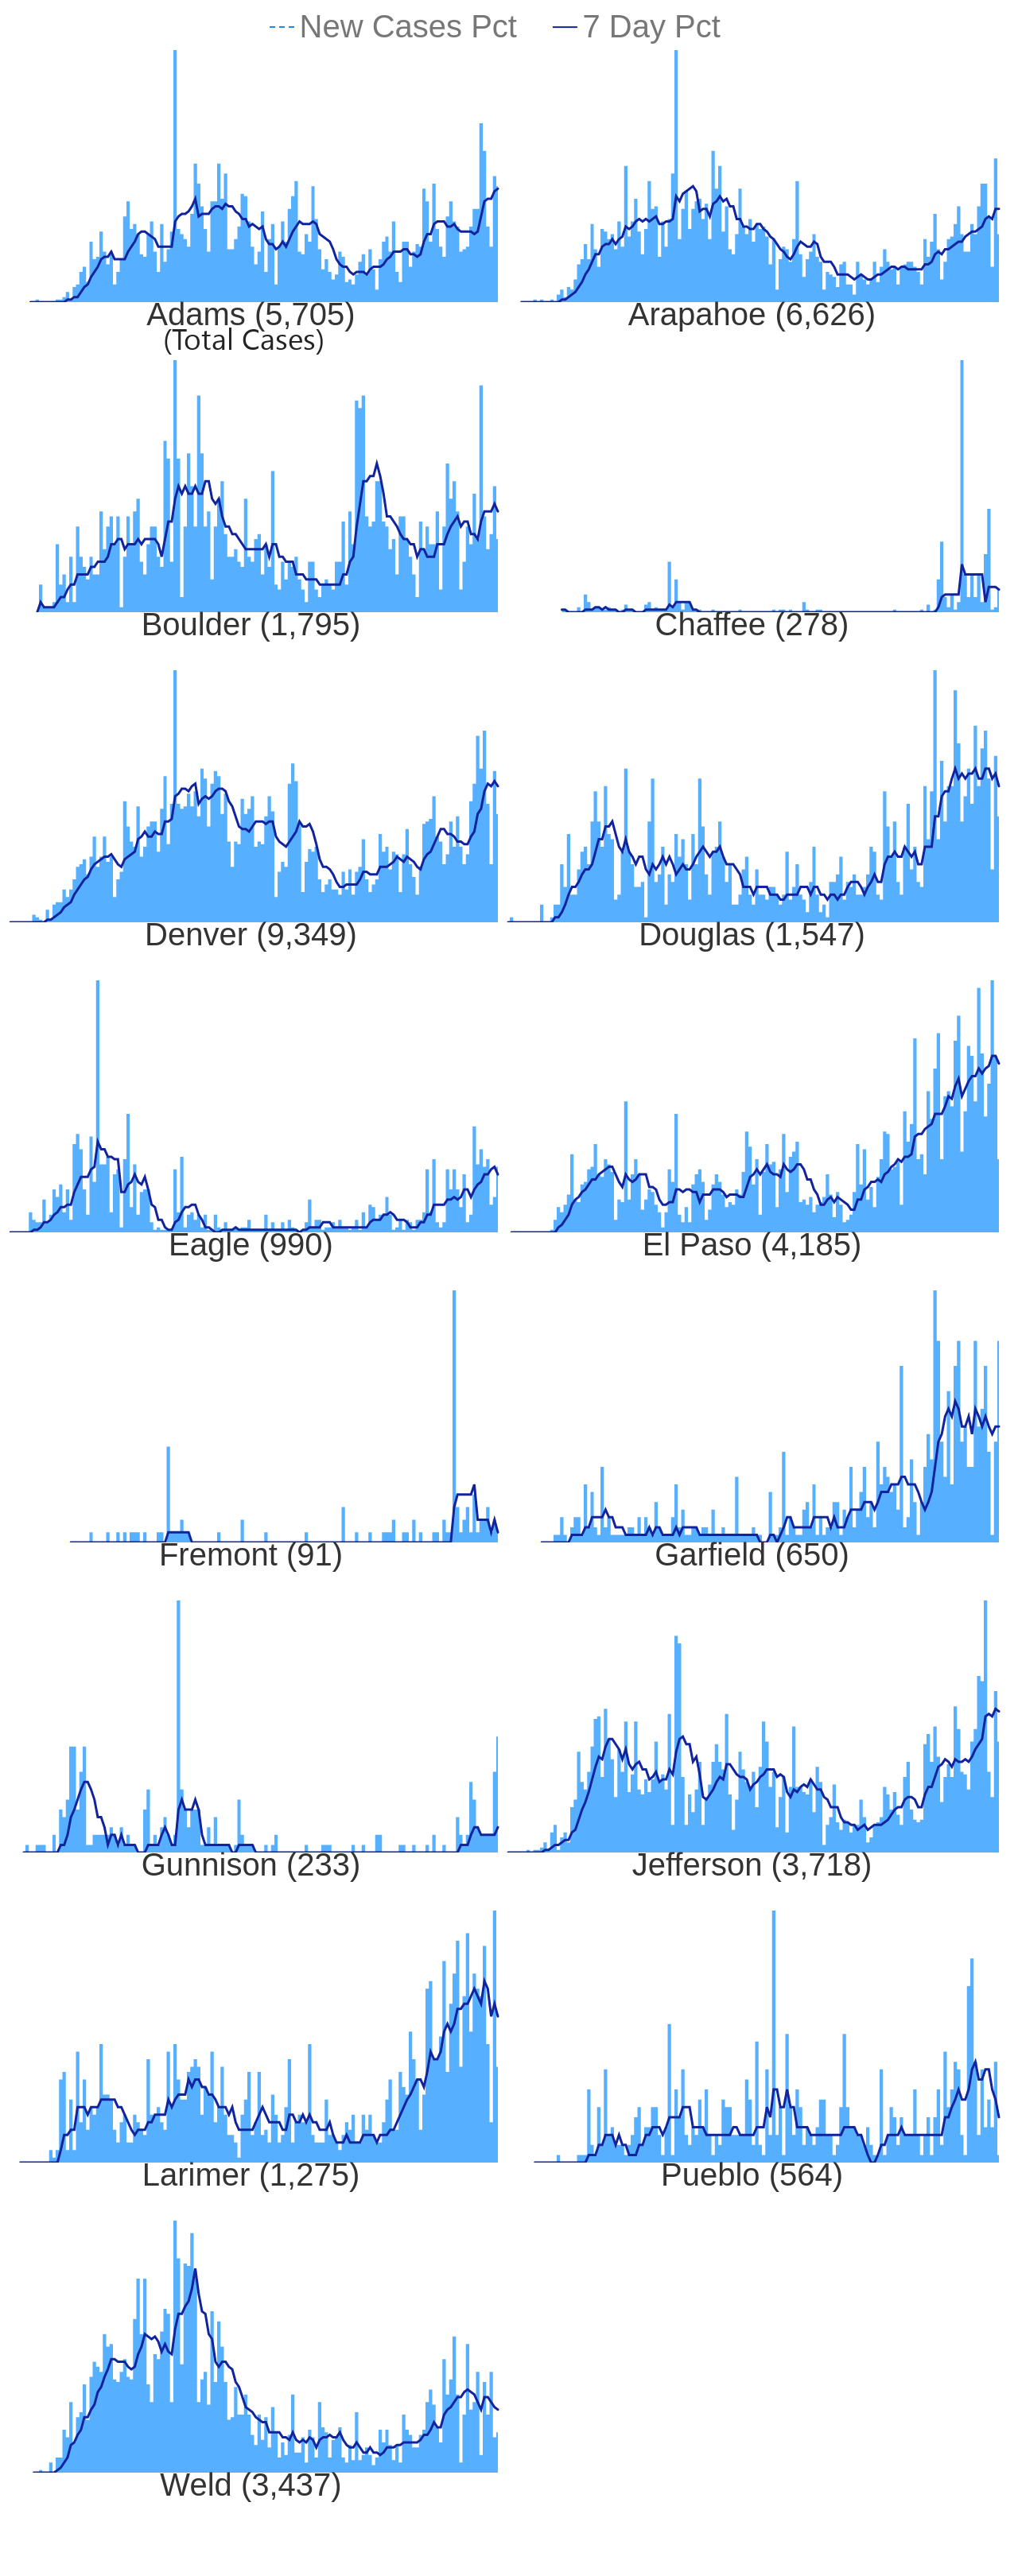 New Cases Pct 7 Day Pct
Adams (5,705) Arapahoe (6,626)
(Total Cases)
Boulder (1,795) Chaffee (278)
Denver (9,349) Douglas (1,547)
Eagle (990) El Paso (4,185)
Fremont (91) Garfield (650)
Gunnison (233) Jefferson (3,718)
Larimer (1,275) Pueblo (564)
Weld (3,437)